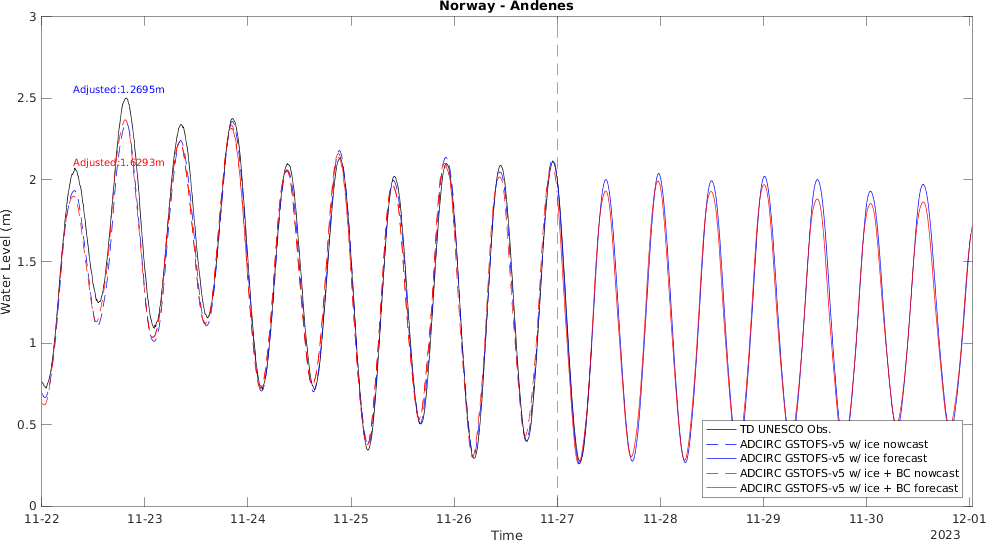 Norway - Andenes
3
2.5
2
1.5
1
0.5
0
Water Level (m)
Adjusted:1.2695m
Adjusted:1.6293m
11-22
11-23
11-24
11-25
11-26
11-27
11-28
11-29
11-30
12-01
Time
2023
TD UNESCO Obs.
ADCIRC GSTOFS-v5 w/ ice nowcast
ADCIRC GSTOFS-v5 w/ ice forecast
ADCIRC GSTOFS-v5 w/ ice + BC nowcast
ADCIRC GSTOFS-v5 w/ ice + BC forecast